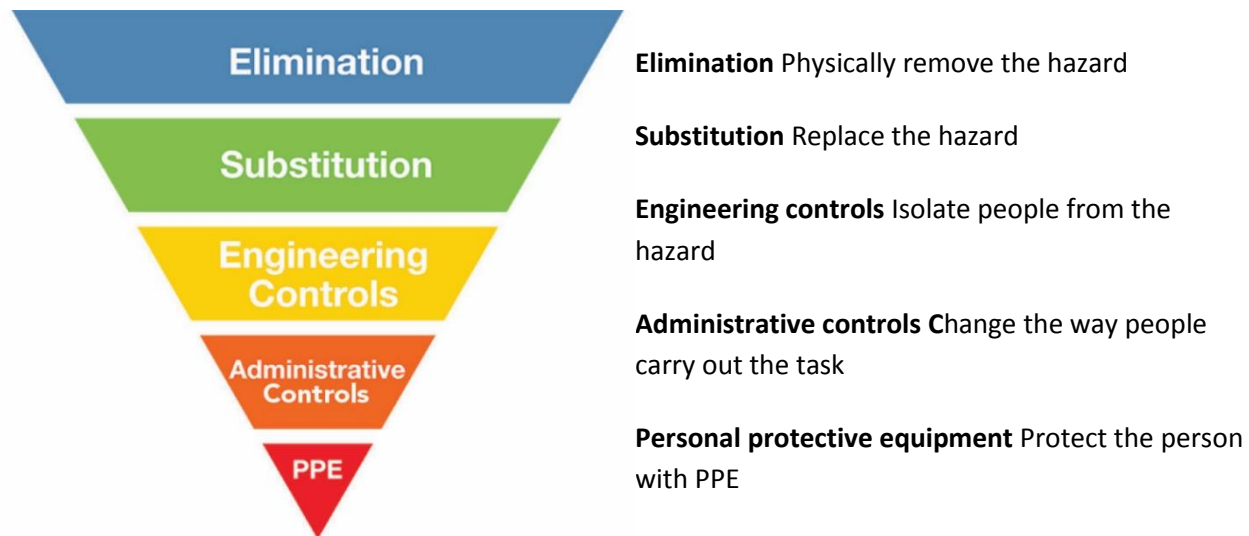 Elimination
Substitution
Engineering
Controls
Administrative
Controls
PPE
Elimination Physically remove the hazard
Substitution Replace the hazard
Engineering controls Isolate people from the
hazard
Administrative controls Change the way people
carry out the task
Personal protective equipment Protect the person
with PPE